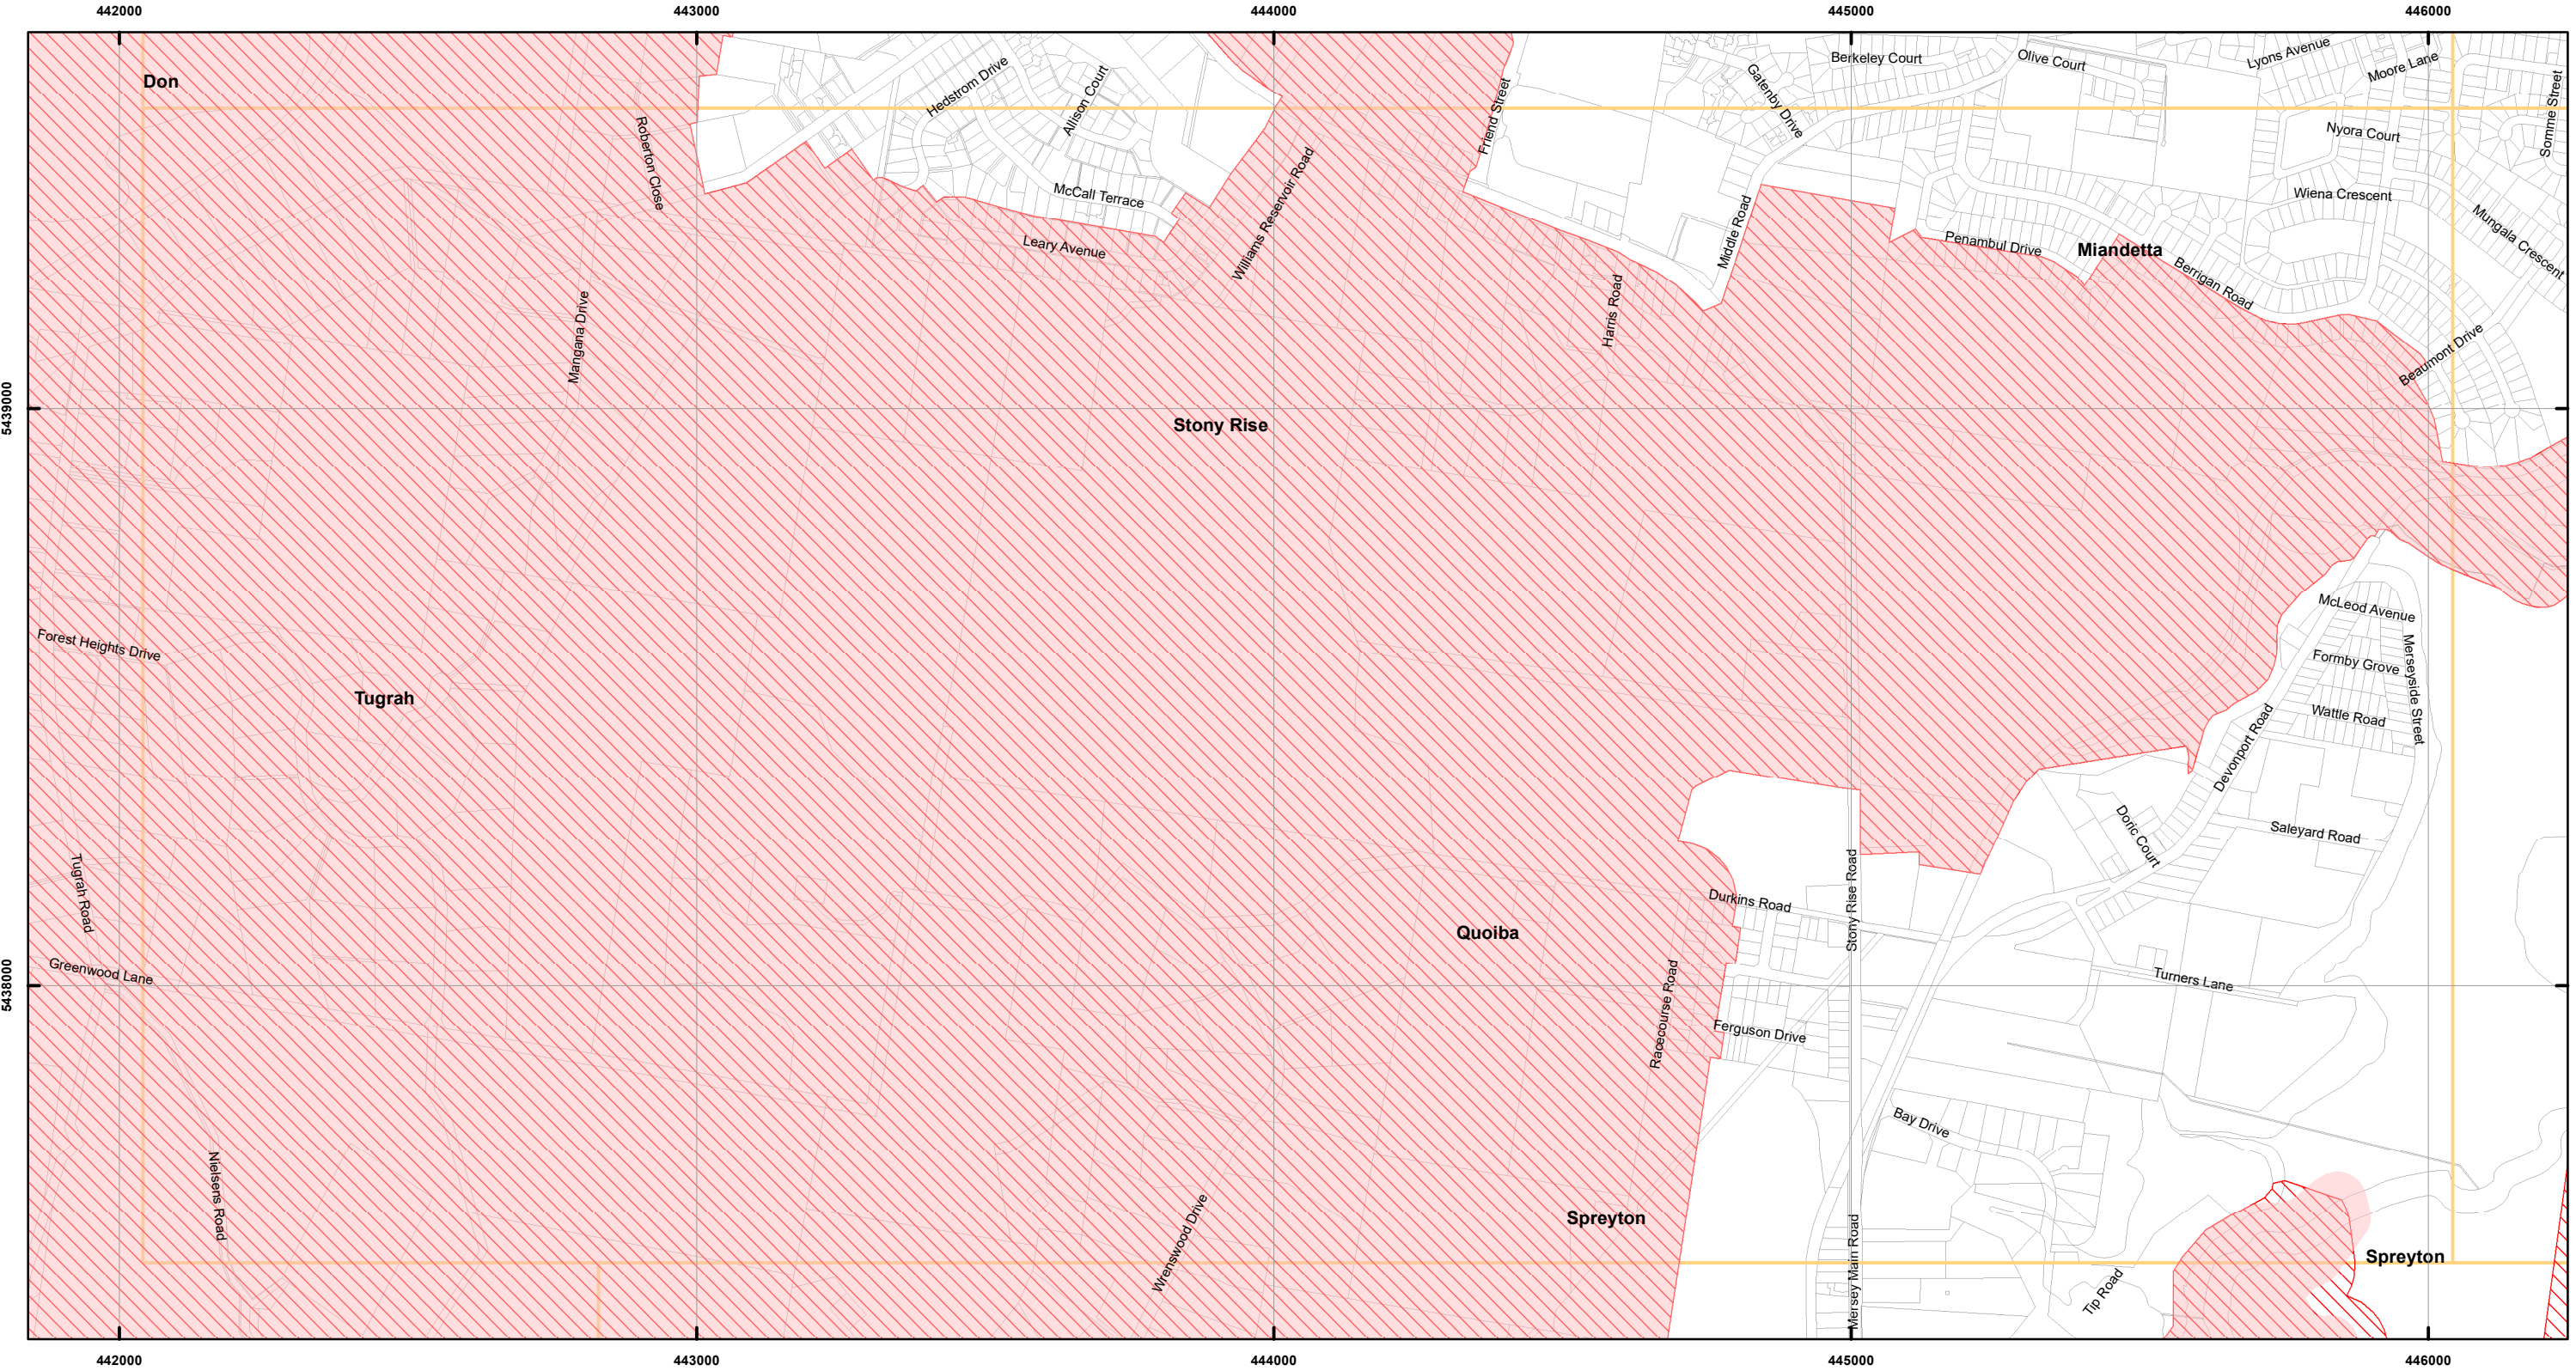 442000
443000
444000
445000
446000
Don
Hedstrom Drive
Allison Court
Roberton Close
McCall Terrace
Leary Avenue
Williams Reservoir Road
Friend Street
Gatenby Drive
Berkeley Court
Olive Court
Lyons Avenue
Moore Lane
Somme Street
Nyora Court
Wiena Crescent
Mungala Crescent
Middle Road
Penambul Drive
Miandetta
Berrigan Road
Beaumont Drive
Harris Road
Mangana Drive
5439000
Stony Rise
Forest Heights Drive
Tugrah
McLeod Avenue
Formby Grove
Merseyside Street
Wattle Road
Devonport Road
Doric Court
Saleyard Road
Tugrah Road
Durkins Road
Stony Rise Road
Quoiba
Greenwood Lane
5438000
Racecourse Road
Turners Lane
Ferguson Drive
Bay Drive
Nielsens Road
Wrenswood Drive
Spreyton
Mersey Main Road
Spreyton
Tip Road
442000
443000
444000
445000
446000